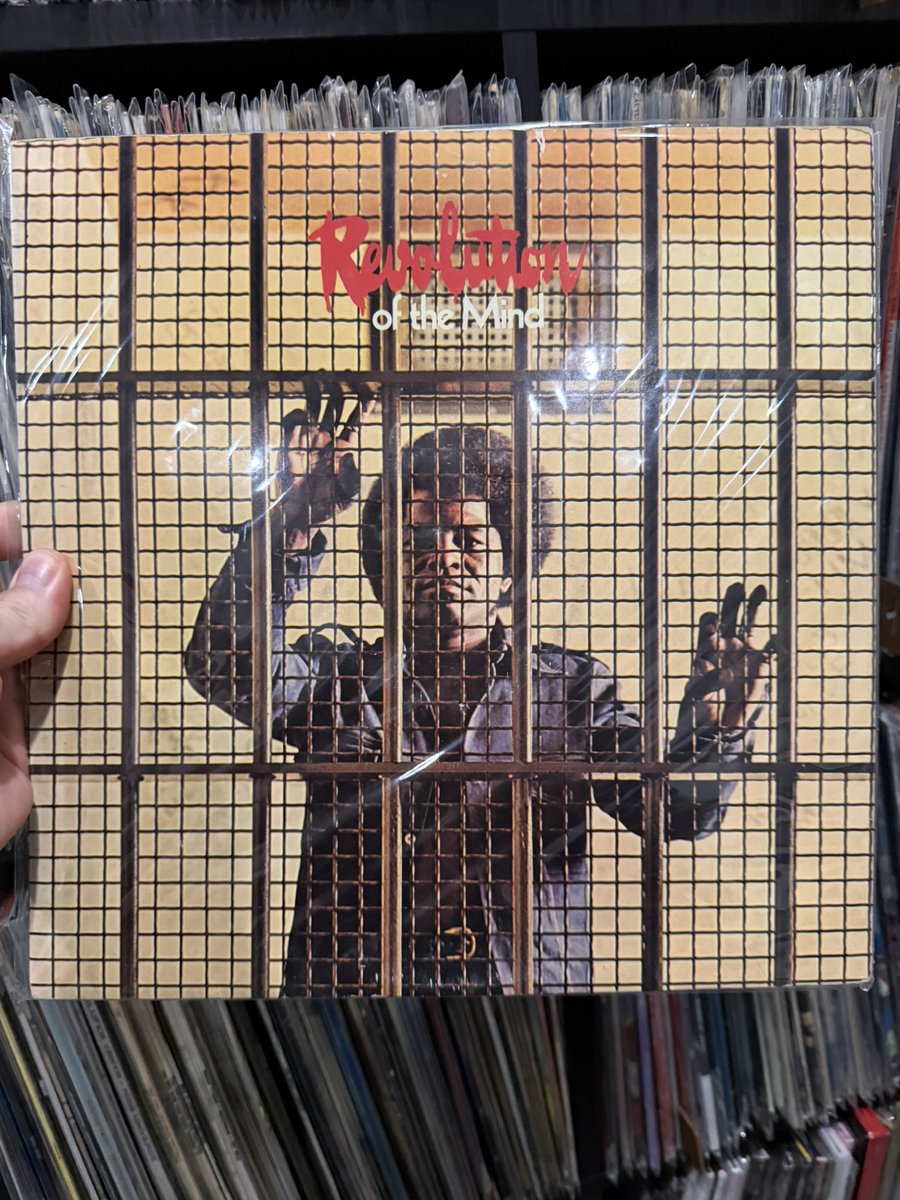 Revolution
of the Mind